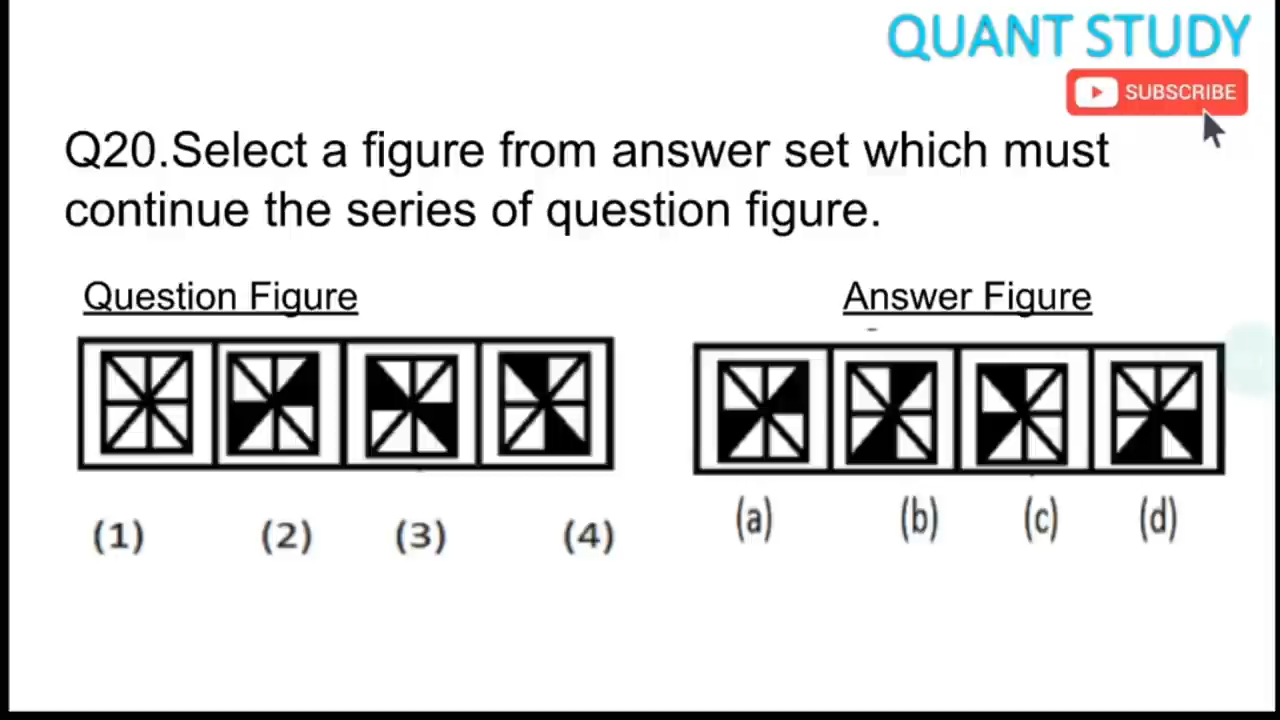 QUANT STUDY
SUBSCRIBE
Q20.Select a figure from answer set which must
continue the series of question figure.
Question Figure
Answer Figure
(1) (2) (3) (4)
(a) (b) (c) (d)